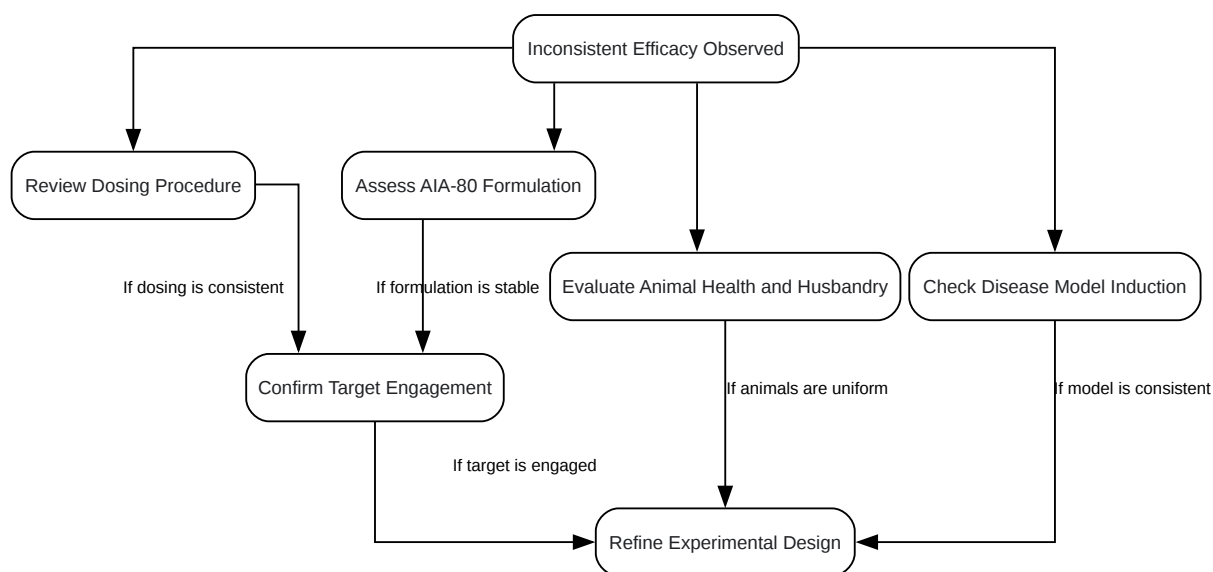 Inconsistent Efficacy Observed
Review Dosing Procedure
Assess AIA-80 Formulation
Evaluate Animal Health and Husbandry
Check Disease Model Induction
If dosing is consistent
If formulation is stable
Confirm Target Engagement
If animals are uniform
If model is consistent
If target is engaged
Refine Experimental Design